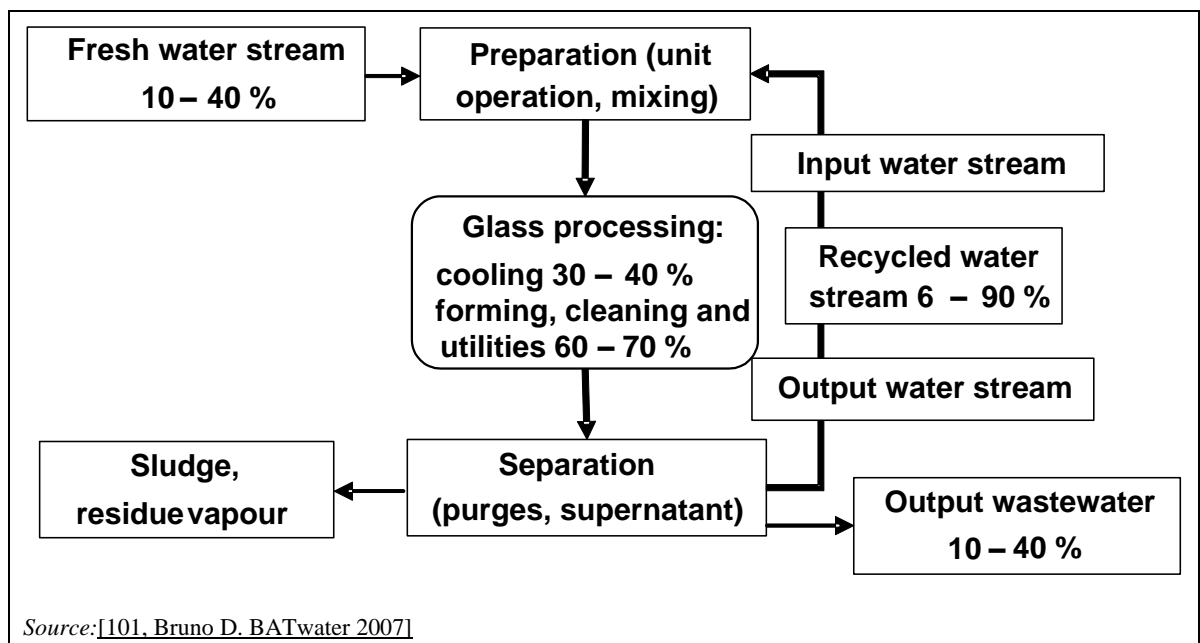 Fresh water stream
10 – 40 %
Preparation (unit
operation, mixing)
Input water stream
Glass processing:
cooling 30 – 40 %
forming, cleaning and
utilities 60 – 70 %
Recycled water
stream 6 – 90 %
Output water stream
Sludge,
residue vapour
Separation
(purges, supernatant)
Output wastewater
10 – 40 %
Source:[101, Bruno D. BATwater 2007]